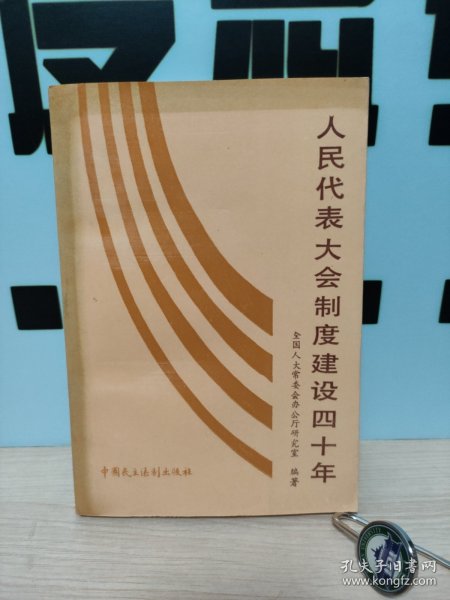 人民代表大会制度建设四十年
全国人大常委会办公厅研究室 编著
中国民主法制出版社
孔夫子旧书网
www.kongfz.com